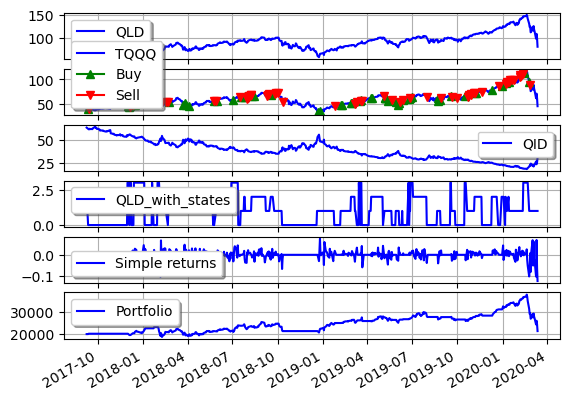 150
100
QLD
TQQQ
Buy
Sell
100
50
50
25
QID
2.5
0.0
QLD_with_states
0.0
−0.1
Simple returns
30000
20000
Portfolio
2017-10
2018-01
2018-04
2018-07
2018-10
2019-01
2019-04
2019-07
2019-10
2020-01
2020-04